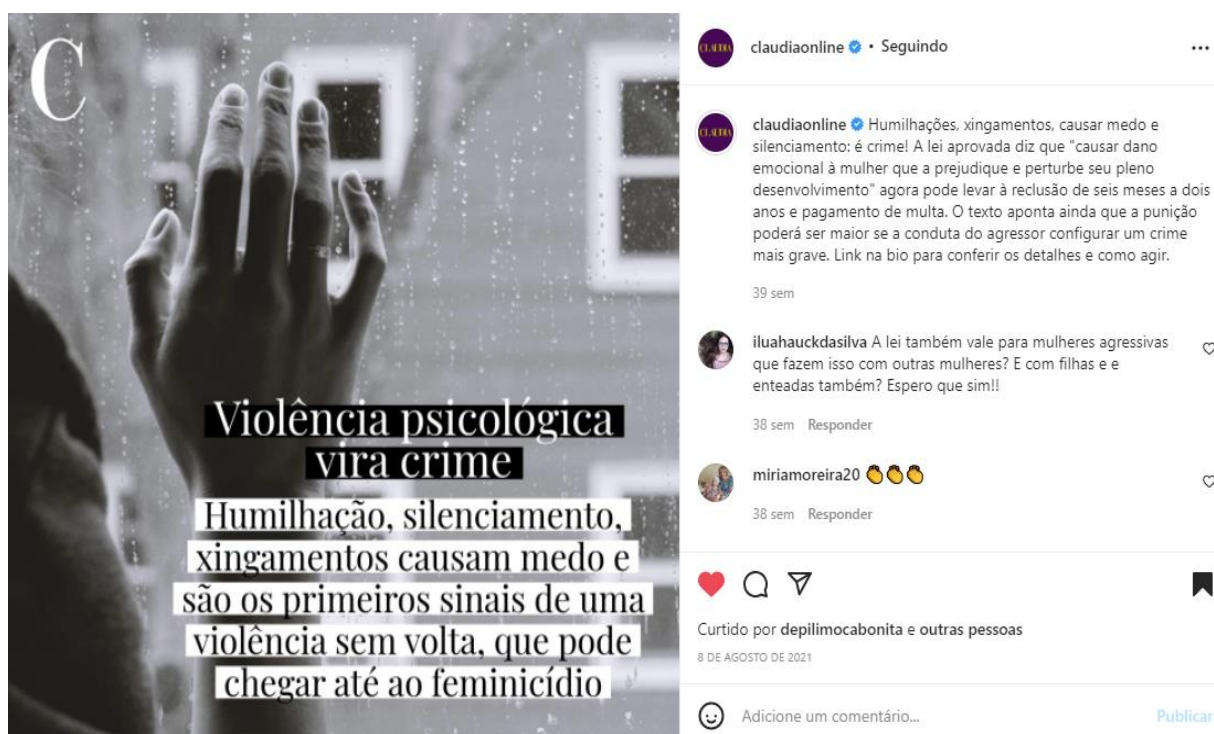 C
Violência psicológica
vira crime
Humilhação, silenciamento,
xingamentos causam medo e
são os primeiros sinais de uma
violência sem volta, que pode
chegar até ao feminicídio
CLAUDIA
claudiaonline • Seguindo
CLAUDIA
claudiaonline Humilhações, xingamentos, causar medo e
silenciamento: é crime! A lei aprovada diz que "causar dano
emocional à mulher que a prejudique e perturbe seu pleno
desenvolvimento" agora pode levar à reclusão de seis meses a dois
anos e pagamento de multa. O texto aponta ainda que a punição
poderá ser maior se a conduta do agressor configurar um crime
mais grave. Link na bio para conferir os detalhes e como agir.
39 sem
iluahauckdasilva A lei também vale para mulheres agressivas
que fazem isso com outras mulheres? E com filhas e e
enteadas também? Espero que sim!!
38 sem Responder
miriamoreira20 👏👏👏
38 sem Responder
Curtido por depilimocabonita e outras pessoas
8 DE AGOSTO DE 2021
Adicione um comentário...
Publicar